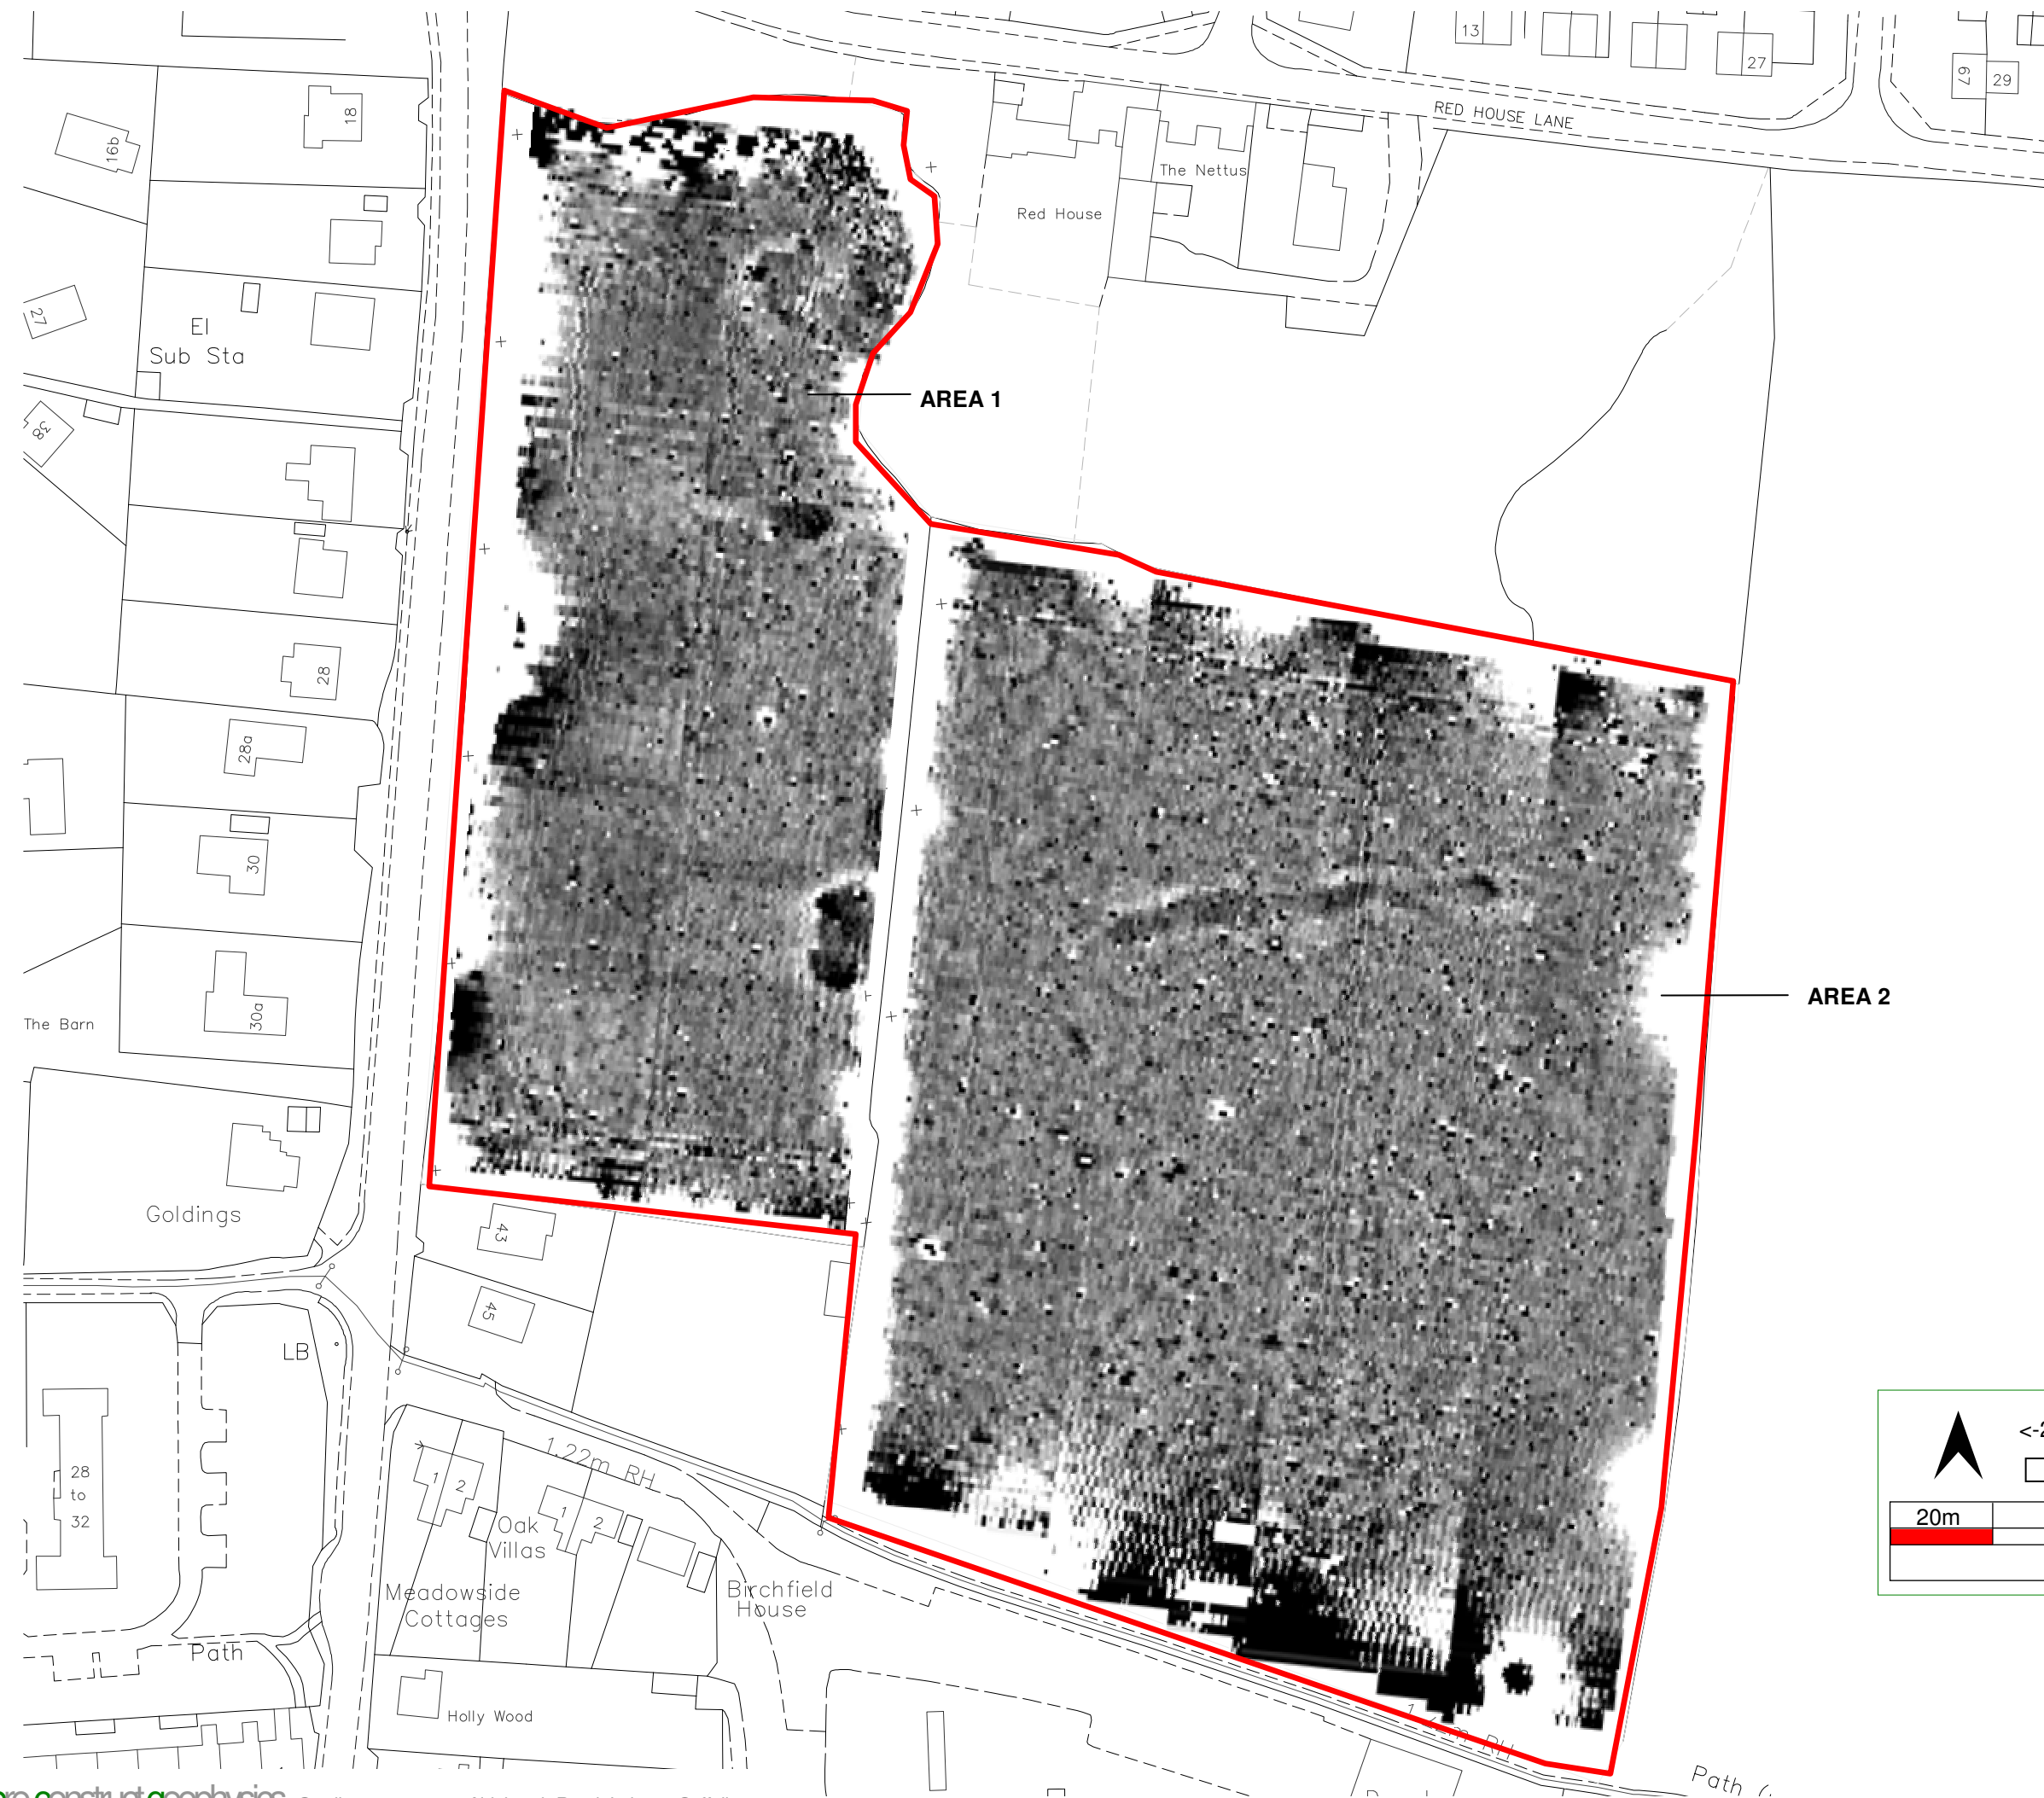 13
27
67
29
RED HOUSE LANE
18
16b
The Nettus
Red House
27
El
Sub Sta
AREA 1
38
28
28a
30
30a
The Barn
AREA 2
Goldings
43
45
LB
28
to
32
1.22m RH
1
2
1
2
Oak
Villas
Meadowside
Cottages
Birchfield
House
Path
Holly Wood
20m
<-2
RH
Path